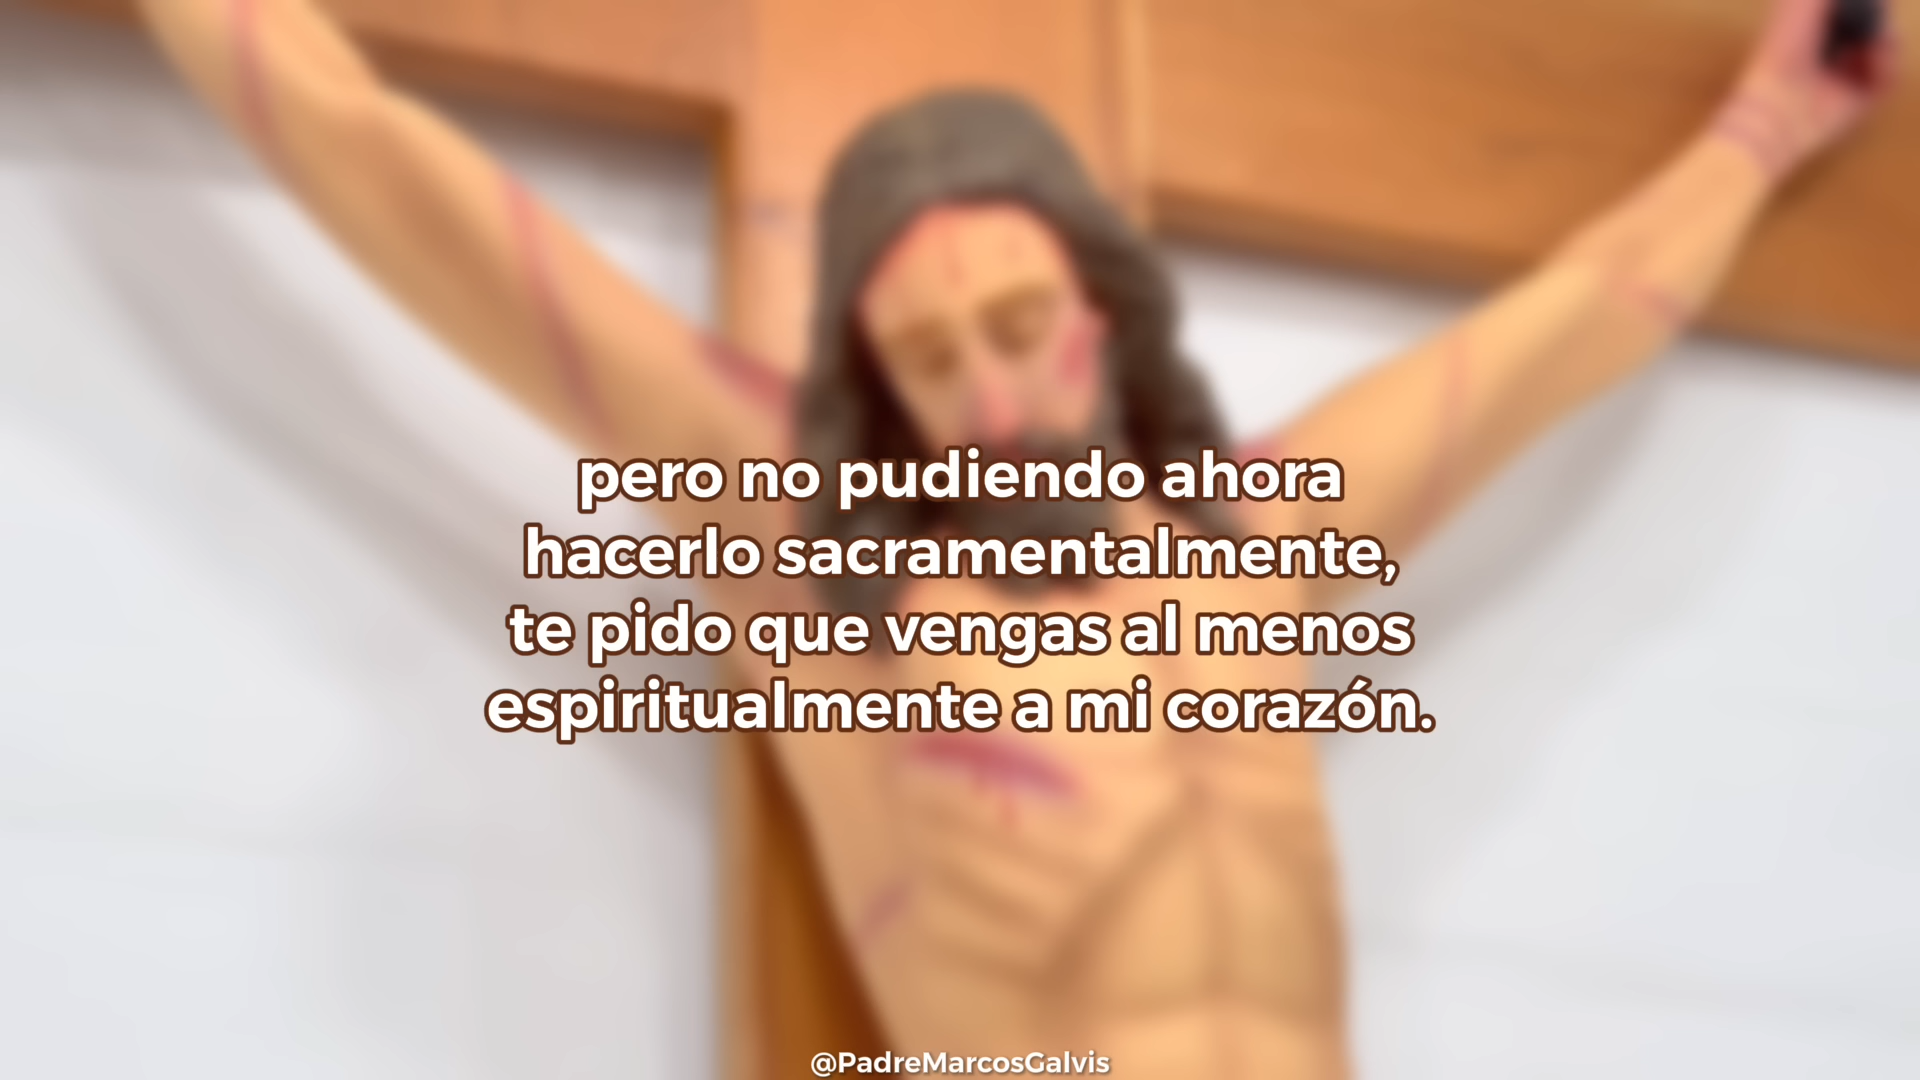 pero no pudiendo ahora
hacerlo sacramentalmente,
te pido que vengas al menos
espiritualmente a mi corazón.
@PadreMarcosGalvis